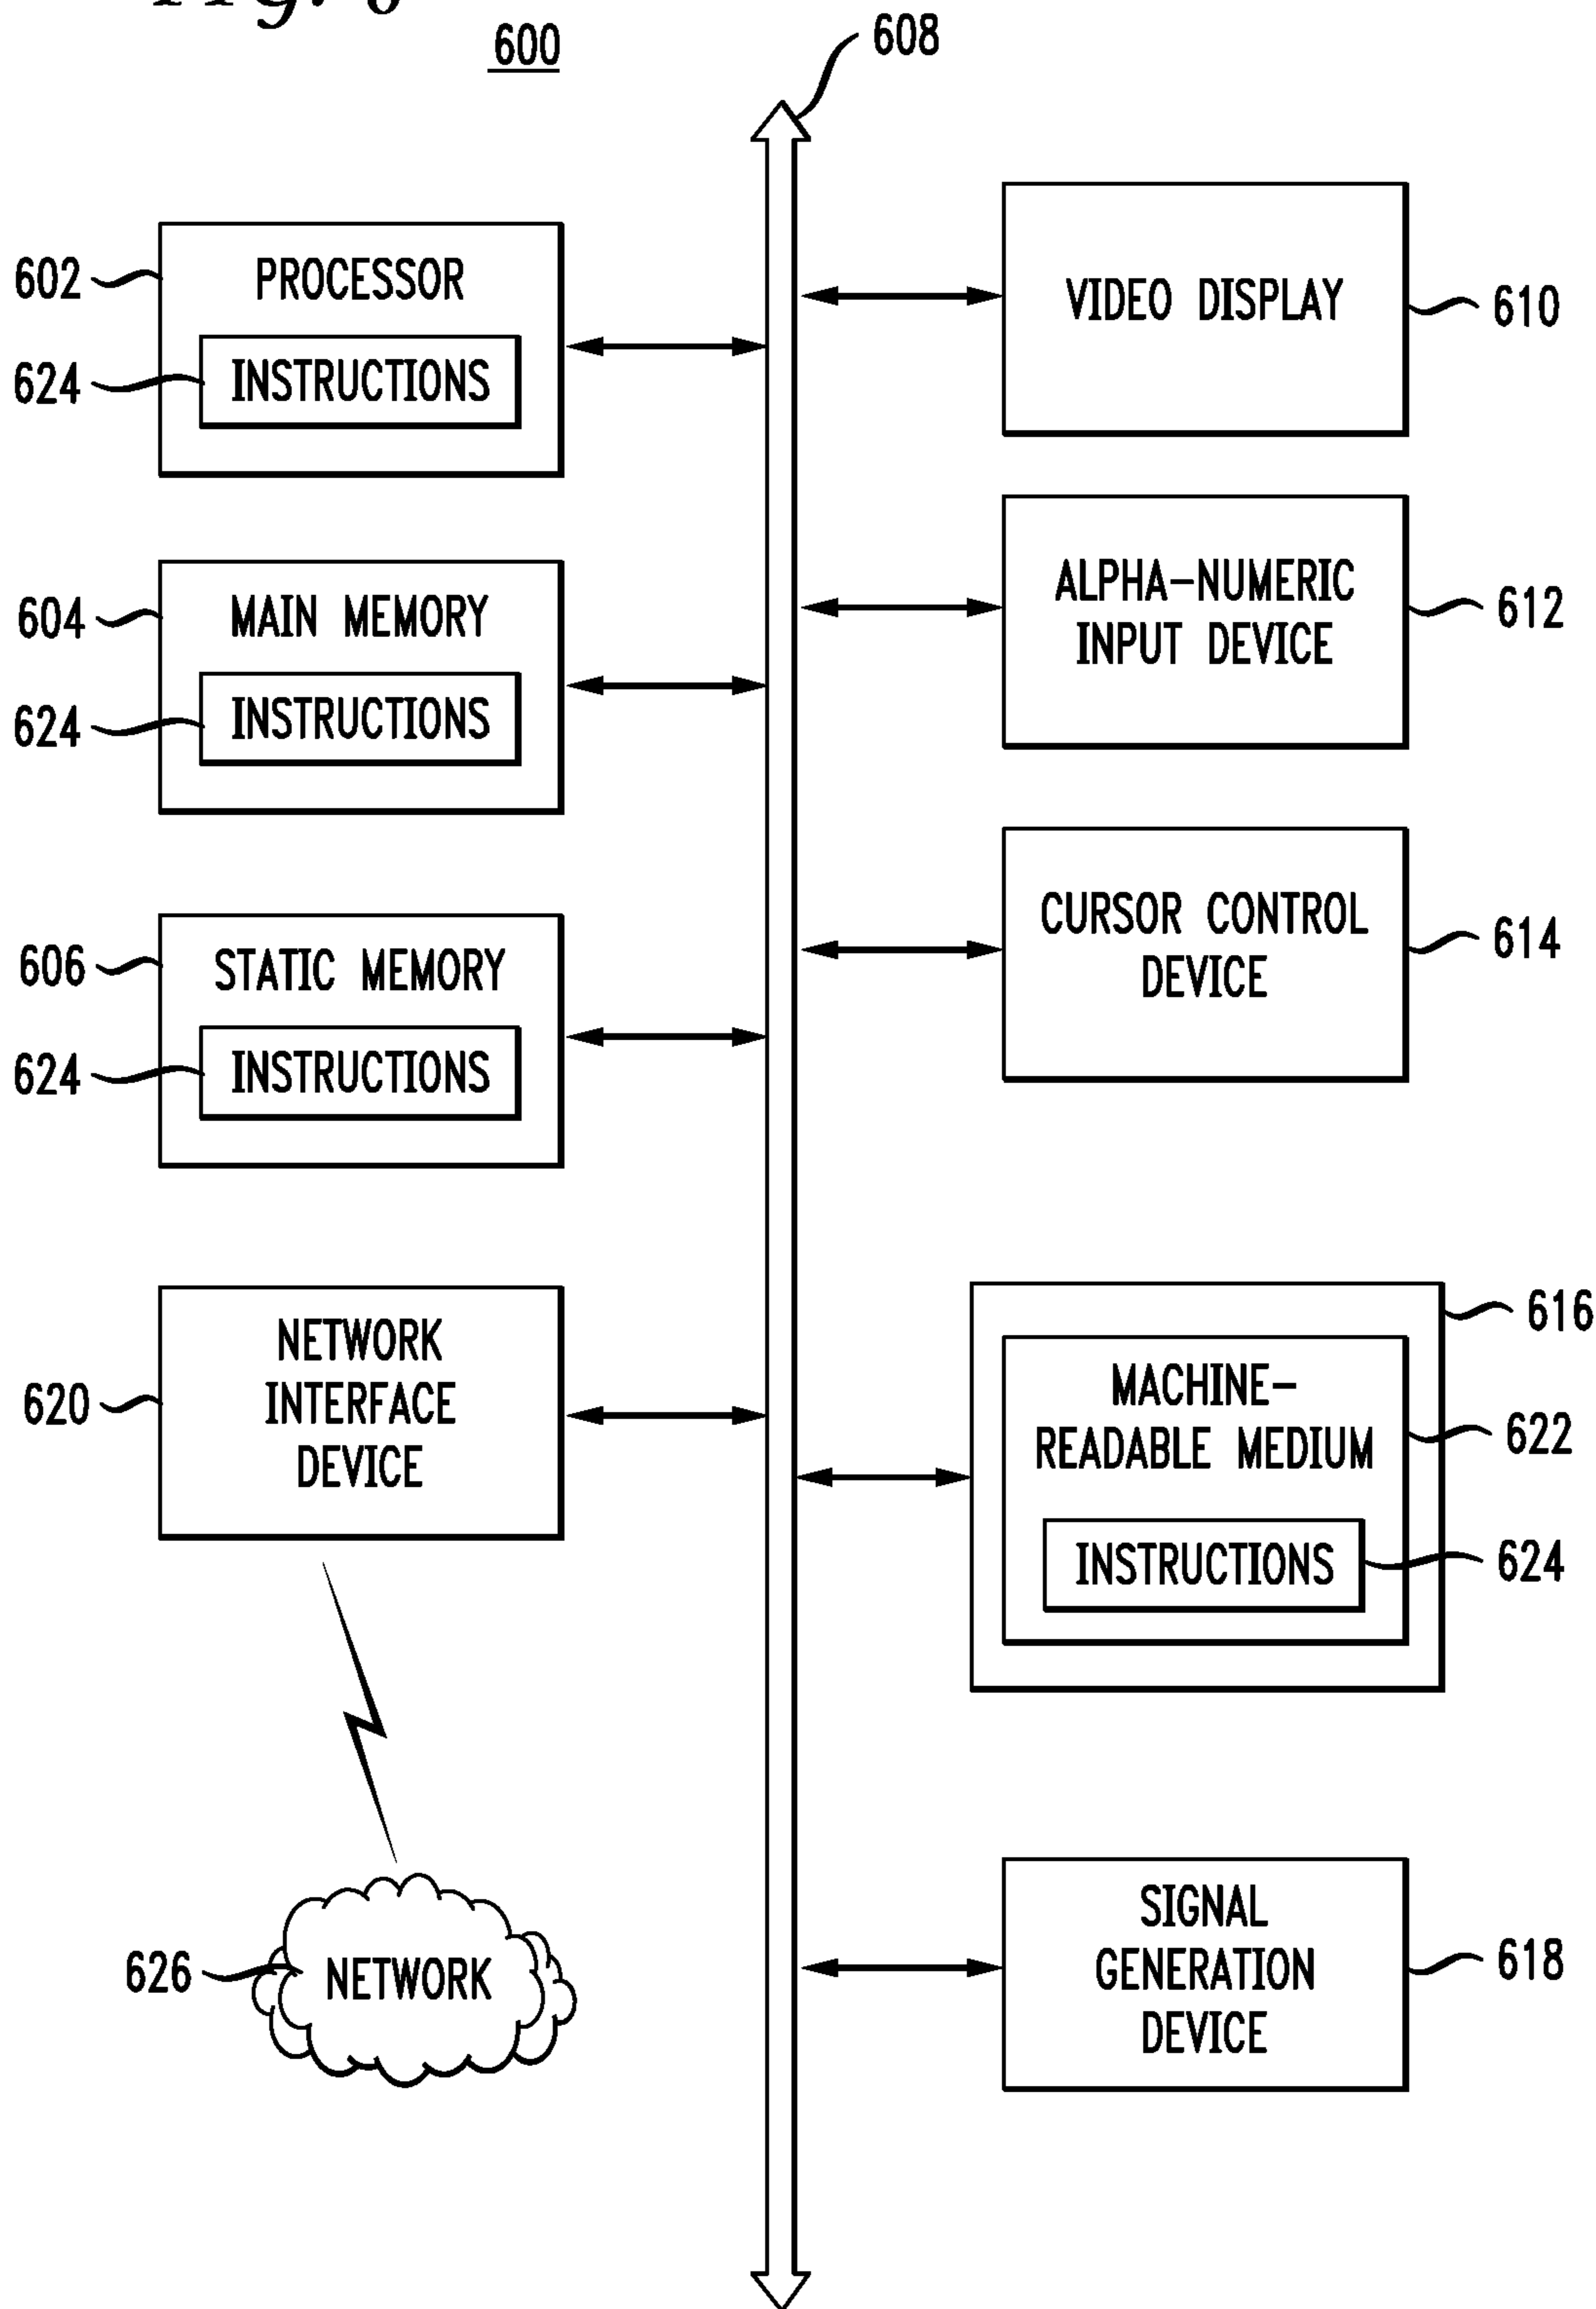 600
608
602
PROCESSOR
624
INSTRUCTIONS
604
MAIN MEMORY
624
INSTRUCTIONS
606
STATIC MEMORY
624
INSTRUCTIONS
620
NETWORK
INTERFACE
DEVICE
626
NETWORK
VIDEO DISPLAY
610
ALPHA-NUMERIC
INPUT DEVICE
612
CURSOR CONTROL
DEVICE
614
616
MACHINE-
READABLE MEDIUM
622
INSTRUCTIONS
624
SIGNAL
GENERATION
DEVICE
618